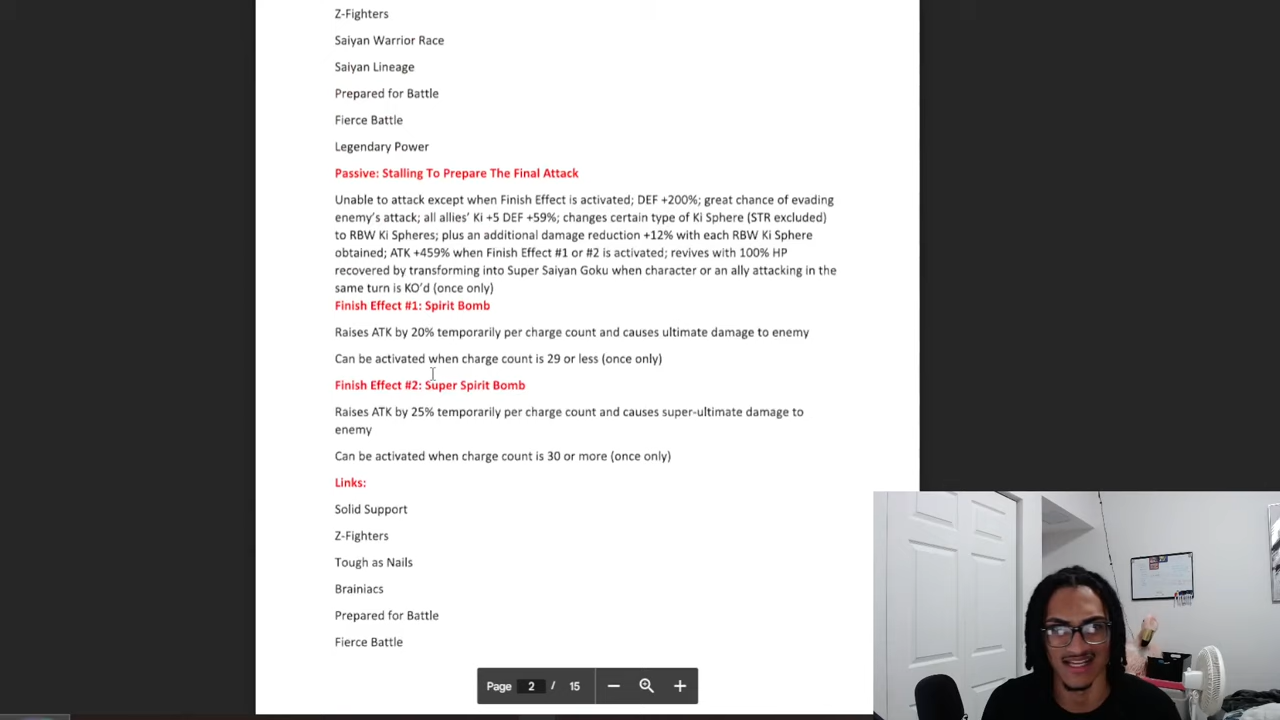 Z-Fighters
Saiyan Warrior Race
Saiyan Lineage
Prepared for Battle
Fierce Battle
Legendary Power
Passive: Stalling To Prepare The Final Attack
Unable to attack except when Finish Effect is activated; DEF +200%; great chance of evading
enemy's attack; all allies' Ki +5 DEF +59%; changes certain type of Ki Sphere (STR excluded)
to RBW Ki Spheres; plus an additional damage reduction +12% with each RBW Ki Sphere
obtained; ATK +459% when Finish Effect #1 or #2 is activated; revives with 100% HP
recovered by transforming into Super Saiyan Goku when character or an ally attacking in the
same turn is KO'd (once only)
Finish Effect #1: Spirit Bomb
Raises ATK by 20% temporarily per charge count and causes ultimate damage to enemy
Can be activated when charge count is 29 or less (once only)
Finish Effect #2: Super Spirit Bomb
Raises ATK by 25% temporarily per charge count and causes super-ultimate damage to
enemy
Can be activated when charge count is 30 or more (once only)
Links:
Solid Support
Z-Fighters
Tough as Nails
Brainiacs
Prepared for Battle
Fierce Battle
Page 2 / 15